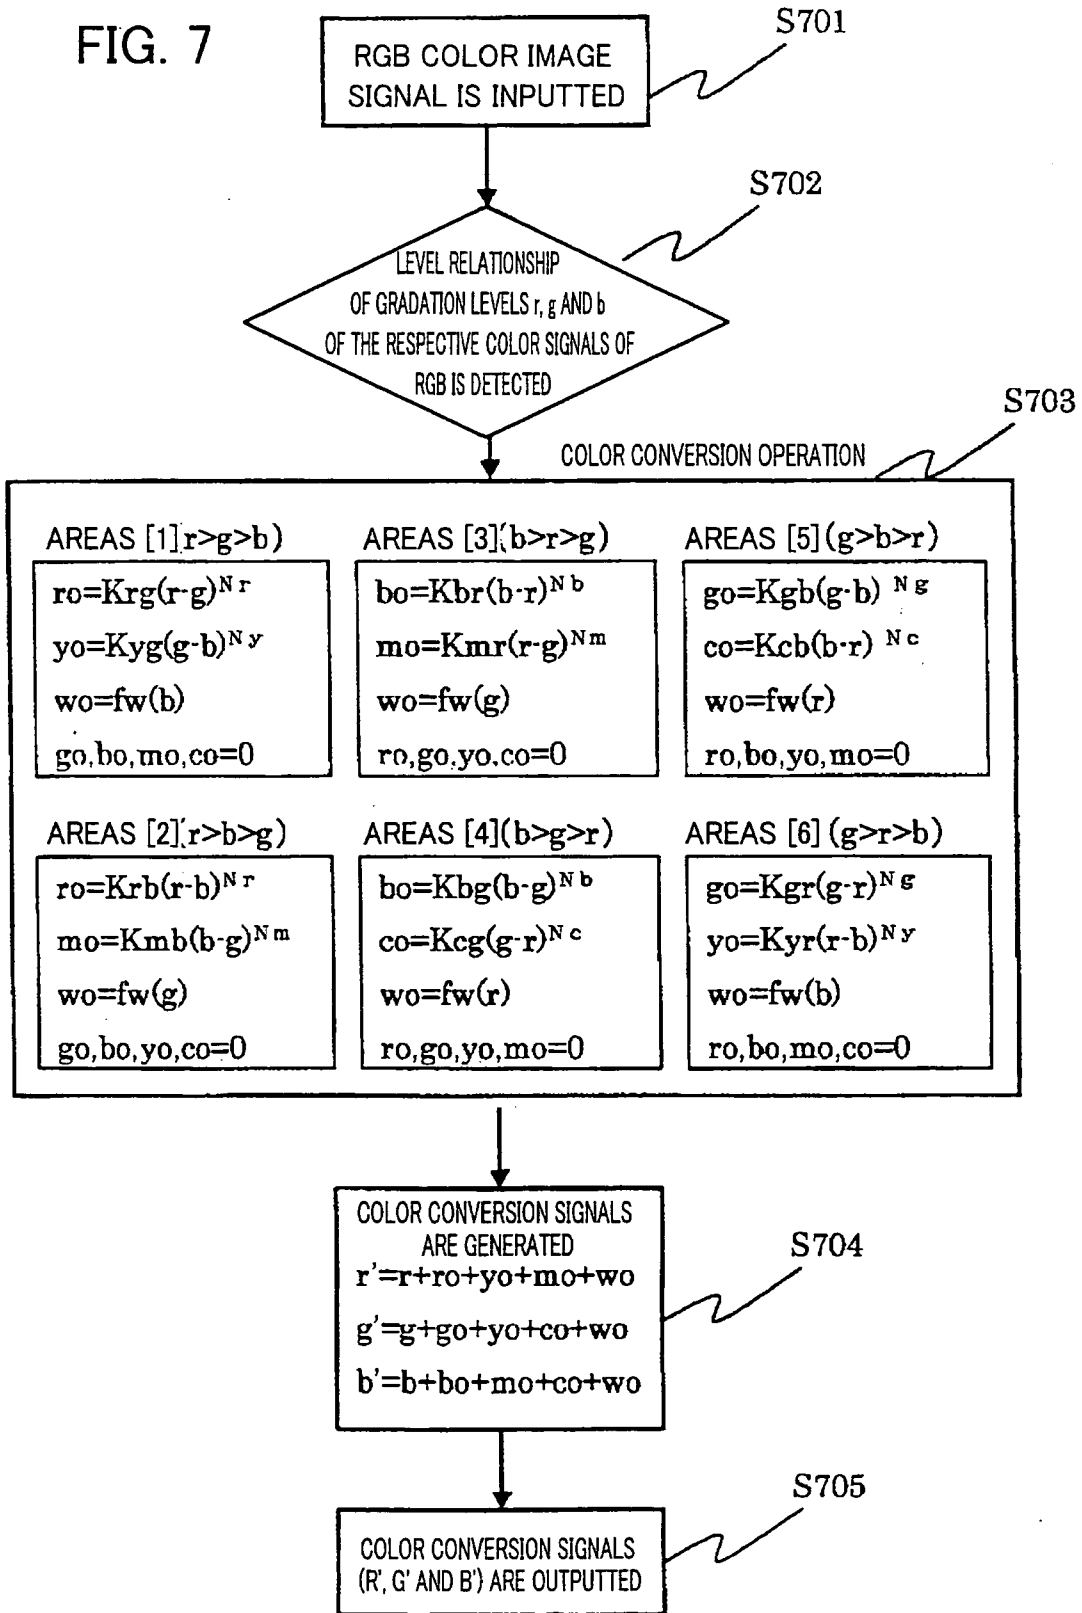 FIG. 7
S701
RGB COLOR IMAGE
SIGNAL IS INPUTTED
S702
LEVEL RELATIONSHIP
OF GRADATION LEVELS r, g AND b
OF THE RESPECTIVE COLOR SIGNALS OF
RGB IS DETECTED
S703
COLOR CONVERSION OPERATION
AREAS [1] r>g>b)
ro=Krg(r-g)^Nr
yo=Kyg(g-b)^Ny
wo=fw(b)
go,bo,mo,co=0
AREAS [3](b>r>g)
bo=Kbr(b-r)^Nb
mo=Kmr(r-g)^Nm
wo=fw(g)
ro,go,yo,co=0
AREAS [5](g>b>r)
go=Kgb(g-b)^Ng
co=Kcb(b-r)^Nc
wo=fw(r)
ro,bo,yo,mo=0
AREAS [2](r>b>g)
ro=Krb(r-b)^Nr
mo=Kmb(b-g)^Nm
wo=fw(g)
go,bo,yo,co=0
AREAS [4](b>g>r)
bo=Kbg(b-g)^Nb
co=Kcg(g-r)^Nc
wo=fw(r)
ro,go,yo,mo=0
AREAS [6](g>r>b)
go=Kgr(g-r)^Ng
yo=Kyr(r-b)^Ny
wo=fw(b)
ro,bo,mo,co=0
COLOR CONVERSION SIGNALS
ARE GENERATED
r'=r+ro+yo+mo+wo
g'=g+go+yo+co+wo
b'=b+bo+mo+co+wo
S704
S705
COLOR CONVERSION SIGNALS
(R', G' AND B') ARE OUTPUTTED